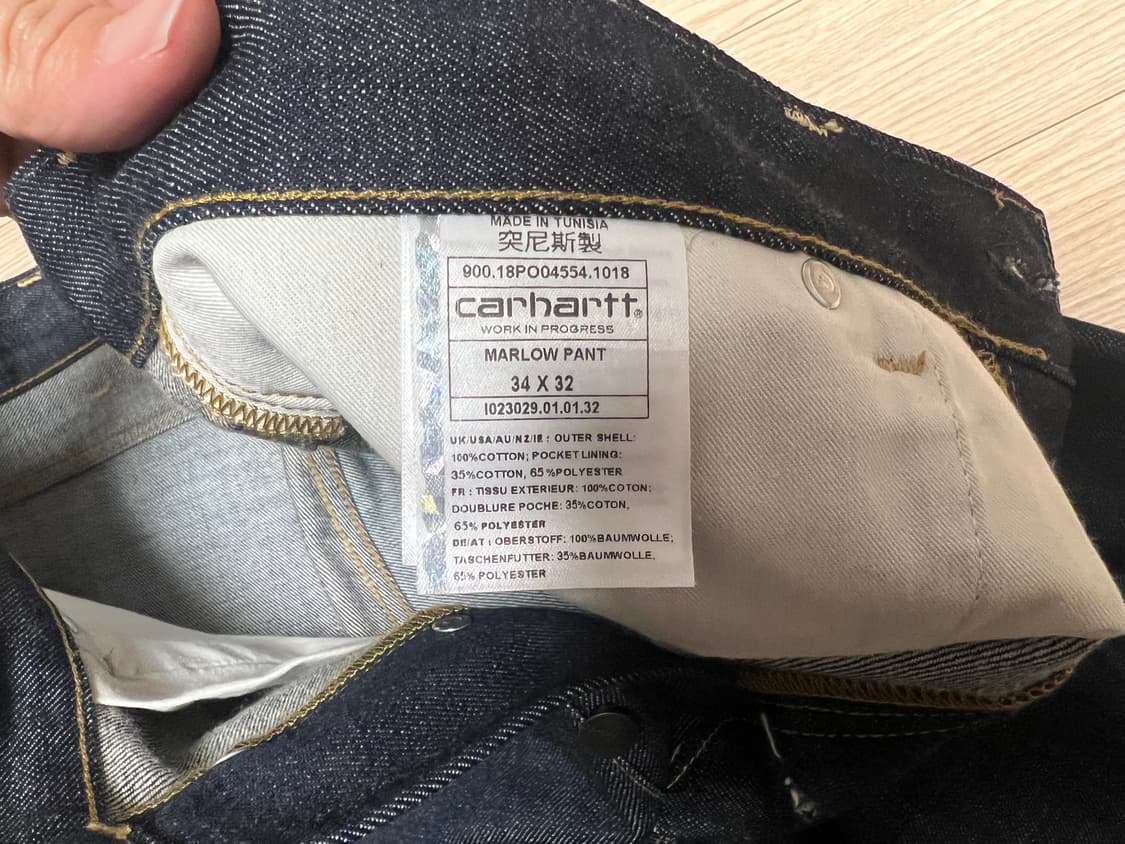 MADE IN TUNISIA
突尼斯製
900.18PO04554.1018
carhartt®
WORK IN PROGRESS
MARLOW PANT
34 X 32
I023029.01.01.32
UK/USA/AU/NZ/IE : OUTER SHELL:
100%COTTON; POCKET LINING:
35%COTTON, 65%POLYESTER
FR : TISSU EXTERIEUR: 100%COTON;
DOUBLURE POCHE: 35%COTON,
65% POLYESTER
DE/AT : OBERSTOFF: 100%BAUMWOLLE;
TASCHENFUTTER: 35%BAUMWOLLE,
65% POLYESTER